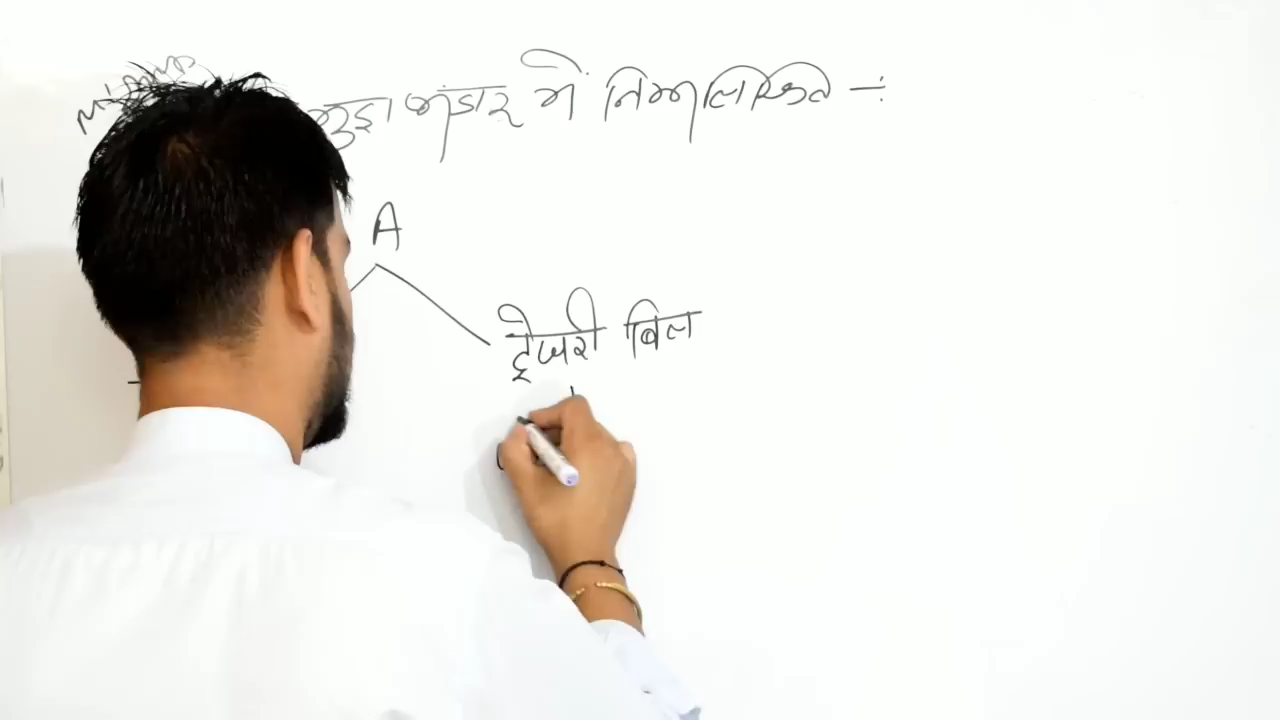 मुद्रा भंडार में निम्नलिखित -:
A
ट्रेजरी बिल